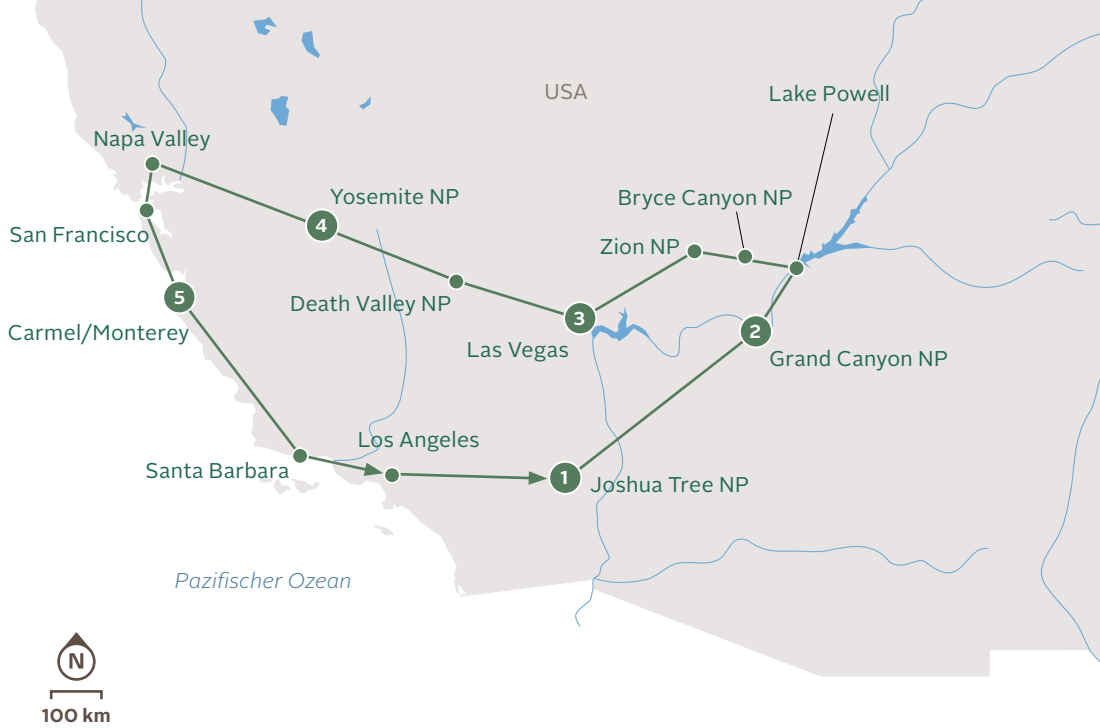 USA
Lake Powell
Napa Valley
Yosemite NP
Bryce Canyon NP
4
San Francisco
Zion NP
5
Death Valley NP
3
2
Carmel/Monterey
Las Vegas
Grand Canyon NP
Los Angeles
Santa Barbara
1
Joshua Tree NP
Pazifischer Ozean
N
100 km